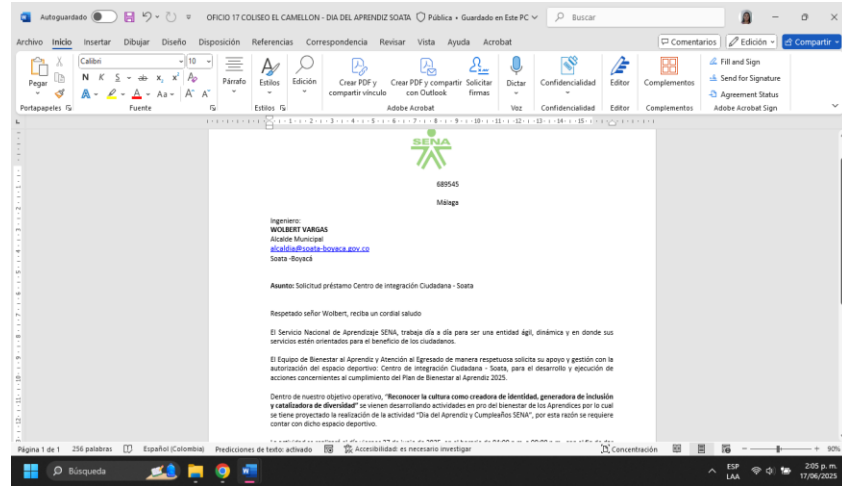 Autoguardado
OFICIO 17 COLISEO EL CAMELLON - DIA DEL APRENDIZ SOATA
Pública • Guardado en Este PC
Buscar
Archivo Inicio Insertar Dibujar Diseño Disposición Referencias Correspondencia Revisar Vista Ayuda Acrobat
Comentarios Edición Compartir
Pegar
Portapapeles
Calibri 10
N K S ab x, x² A
A A Aa A A
Fuente
Párrafo
Estilos
Estilos
Edición
Crear PDF y compartir vínculo
Crear PDF y compartir con Outlook
Solicitar firmas
Adobe Acrobat
Dictar
Voz
Confidencialidad
Confidencialidad
Editor
Editor
Complementos
Complementos
Fill and Sign
Send for Signature
Agreement Status
Adobe Acrobat Sign
SENA
689545
Málaga
Ingeniero:
WOLBERT VARGAS
Alcalde Municipal
alcaldia@soata-boyaca.gov.co
Soata -Boyacá
Asunto: Solicitud préstamo Centro de integración Ciudadana - Soata
Respetado señor Wolbert, reciba un cordial saludo
El Servicio Nacional de Aprendizaje SENA, trabaja día a día para ser una entidad ágil, dinámica y en donde sus
servicios estén orientados para el beneficio de los ciudadanos.
El Equipo de Bienestar al Aprendiz y Atención al Egresado de manera respetuosa solicita su apoyo y gestión con la
autorización del espacio deportivo: Centro de integración Ciudadana - Soata, para el desarrollo y ejecución de
acciones concernientes al cumplimiento del Plan de Bienestar al Aprendiz 2025.
Dentro de nuestro objetivo operativo, "Reconocer la cultura como creadora de identidad, generadora de inclusión
y catalizadora de diversidad" se vienen desarrollando actividades en pro del bienestar de los Aprendices por lo cual
se tiene proyectado la realización de la actividad "Dia del Aprendiz y Cumpleaños SENA", por esta razón se requiere
contar con dicho espacio deportivo.
Página 1 de 1 256 palabras Español (Colombia) Predicciones de texto: activado Accesibilidad: es necesario investigar Concentración 90%
Búsqueda
ESP
LAA
2:05 p. m.
17/06/2025